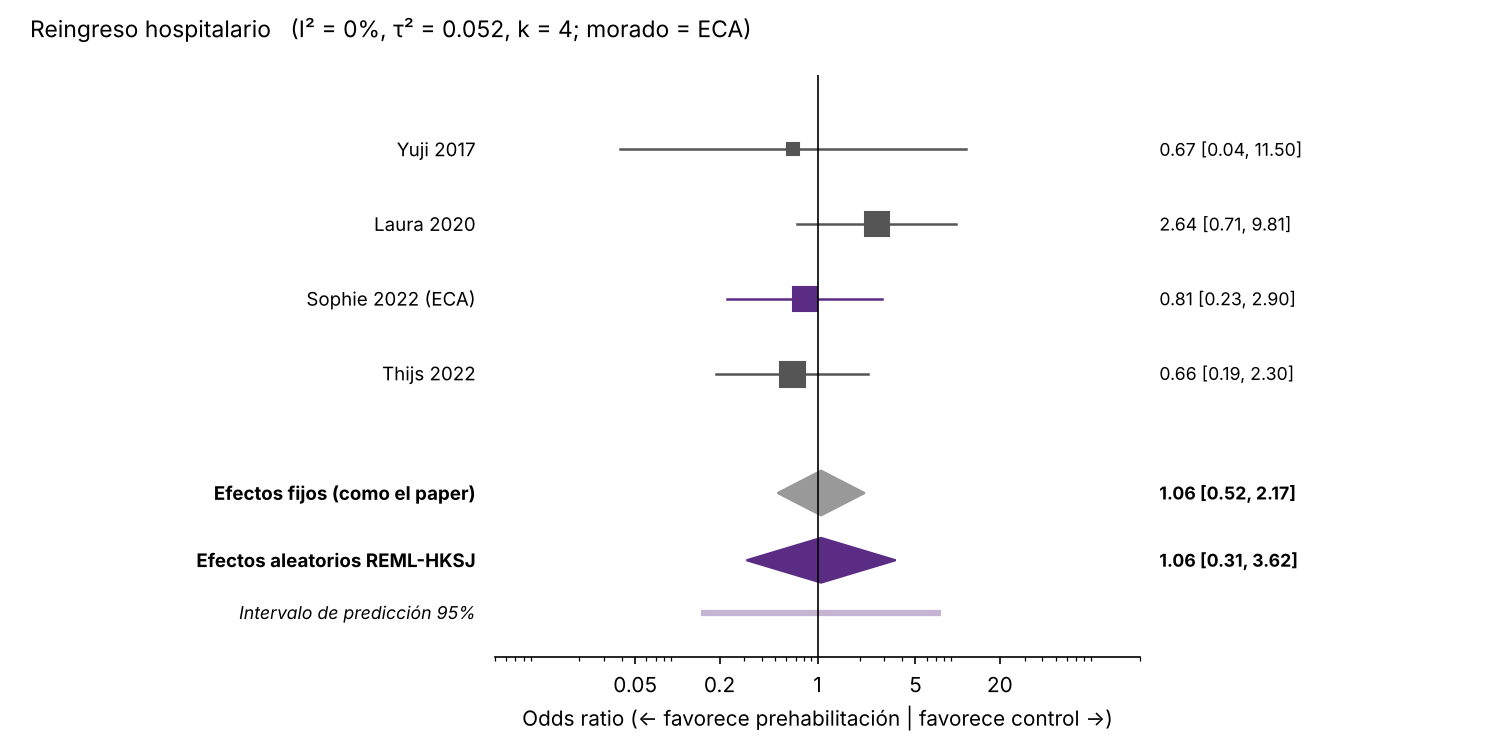 Reingreso hospitalario (I² = 0%, τ² = 0.052, k = 4; morado = ECA)
Yuji 2017 0.67 [0.04, 11.50]
Laura 2020 2.64 [0.71, 9.81]
Sophie 2022 (ECA) 0.81 [0.23, 2.90]
Thijs 2022 0.66 [0.19, 2.30]
Efectos fijos (como el paper) 1.06 [0.52, 2.17]
Efectos aleatorios REML-HKSJ 1.06 [0.31, 3.62]
Intervalo de predicción 95%
0.05 0.2 1 5 20
Odds ratio (← favorece prehabilitación | favorece control →)